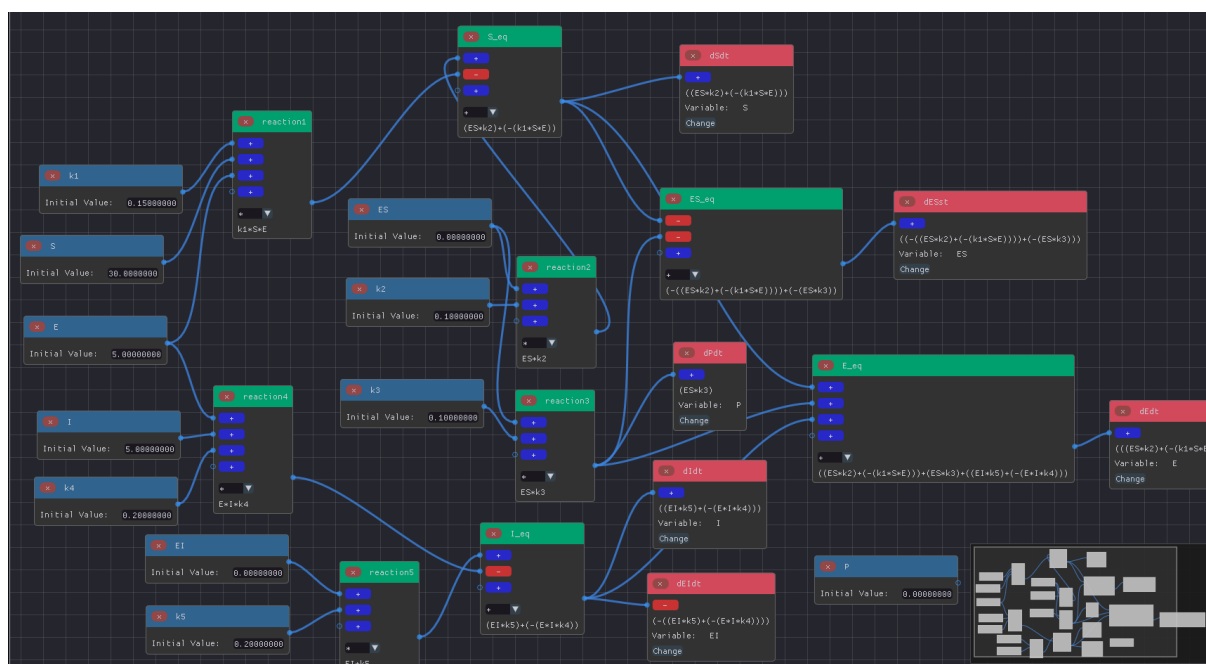 S_eq
+
-
+
+
(ES*k2)+(-(k1*S*E))
dSdt
+
((ES*k2)+(-(k1*S*E)))
Variable: S
Change
reaction1
+
+
+
+
*
k1*S*E
k1
Initial Value: 0.15000000
S
Initial Value: 30.0000000
E
Initial Value: 5.00000000
ES
Initial Value: 0.00000000
k2
Initial Value: 0.10000000
k3
Initial Value: 0.10000000
reaction2
+
+
+
*
ES*k2
ES_eq
-
-
+
+
(-((ES*k2)+(-(k1*S*E))))+(-(ES*k3))
dESst
+
((-((ES*k2)+(-(k1*S*E))))+(-(ES*k3)))
Variable: ES
Change
reaction3
+
+
+
*
ES*k3
dPdt
+
(ES*k3)
Variable: P
Change
E_eq
+
+
+
+
+
((ES*k2)+(-(k1*S*E)))+(ES*k3)+((EI*k5)+(-(E*I*k4)))
dEdt
+
(((ES*k2)+(-(k1*S*E
Variable: E
Change
reaction4
+
+
+
+
*
E*I*k4
I
Initial Value: 5.00000000
k4
Initial Value: 0.20000000
EI
Initial Value: 0.00000000
k5
Initial Value: 0.20000000
reaction5
+
+
+
*
EI*k5
I_eq
+
-
+
+
(EI*k5)+(-(E*I*k4))
dIdt
+
((EI*k5)+(-(E*I*k4)))
Variable: I
Change
dEIdt
-
(-((EI*k5)+(-(E*I*k4))))
Variable: EI
Change
P
Initial Value: 0.00000000